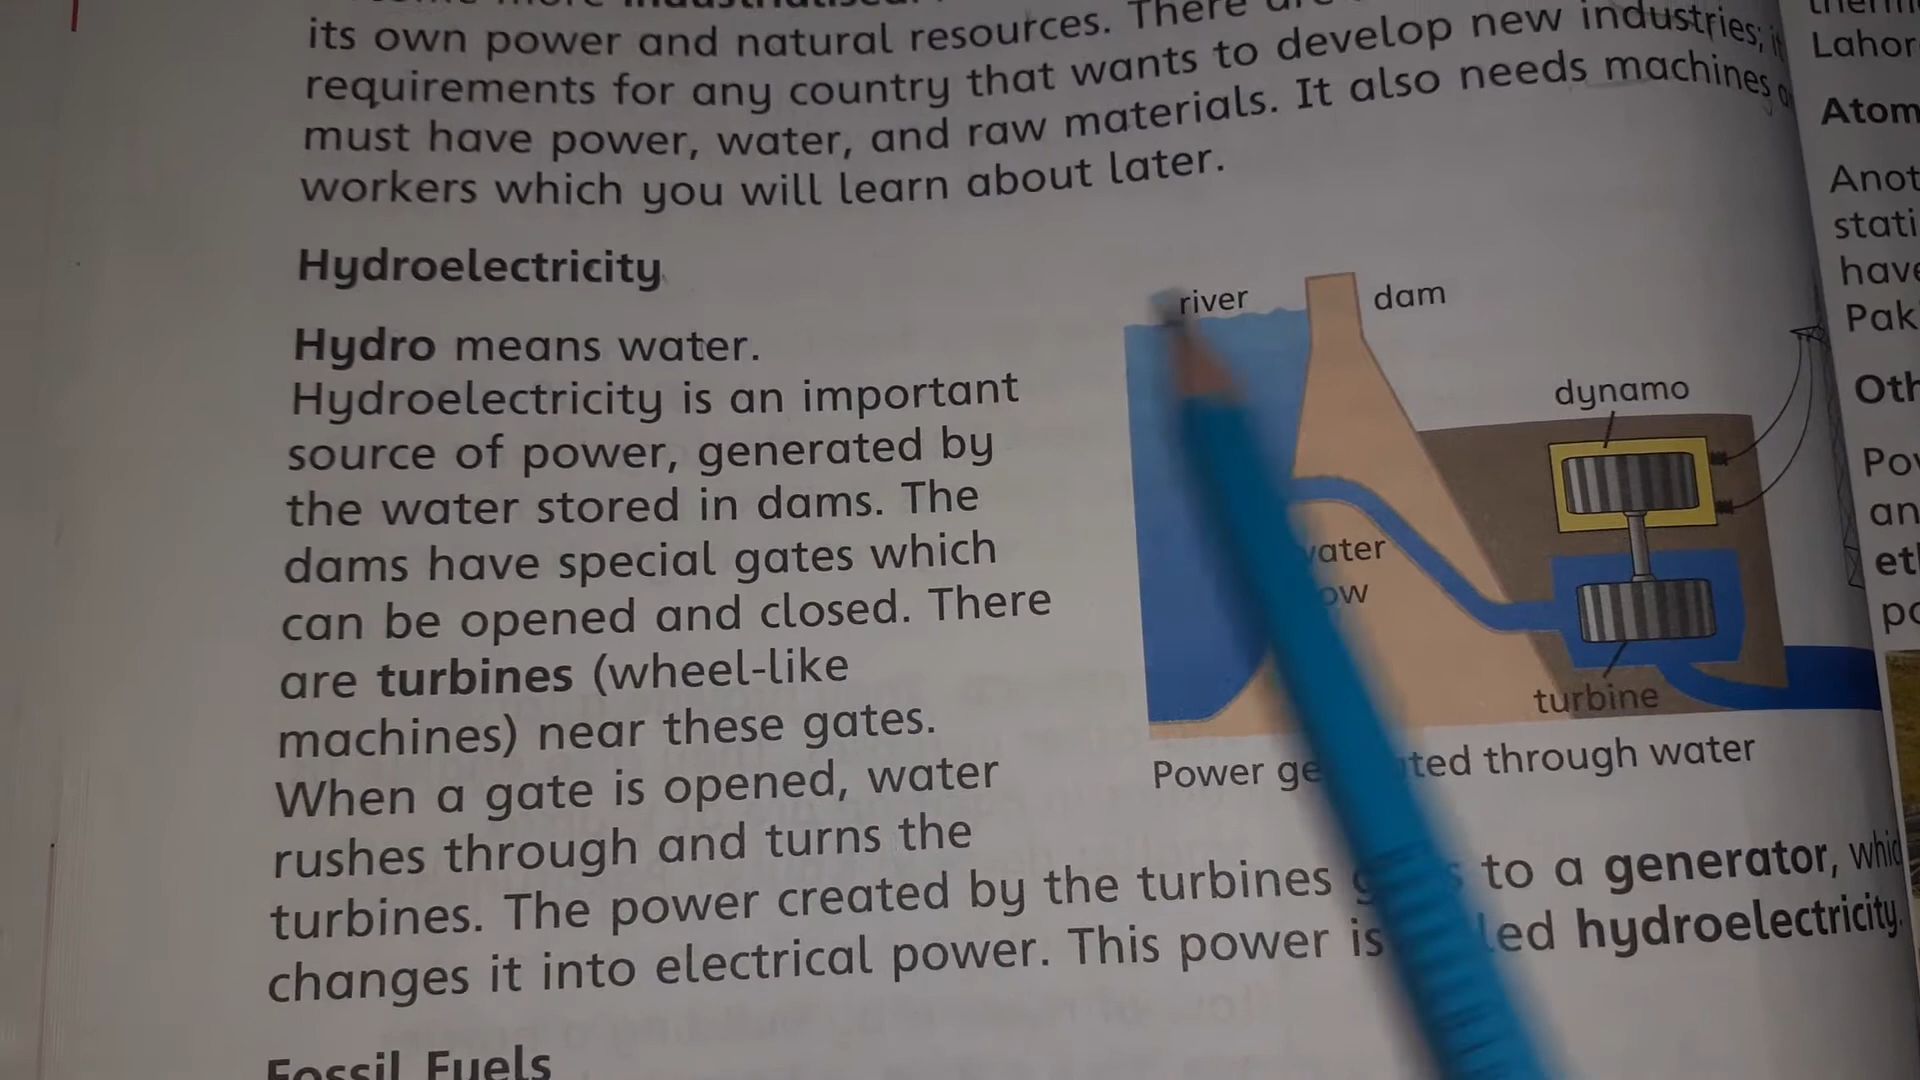 its own power and natural resources. There
requirements for any country that wants to develop new industries;
must have power, water, and raw materials. It also needs machines
workers which you will learn about later.
Hydroelectricity
Hydro means water.
Hydroelectricity is an important
source of power, generated by
the water stored in dams. The
dams have special gates which
can be opened and closed. There
are turbines (wheel-like
machines) near these gates.
When a gate is opened, water
rushes through and turns the
turbines. The power created by the turbines to a generator,
changes it into electrical power. This power is hydroelectricity.
Fossil Fuels
river
dam
dynamo
turbine
Power through water
Lahor
Atom
Anot
stati
have
Pak
Oth
an